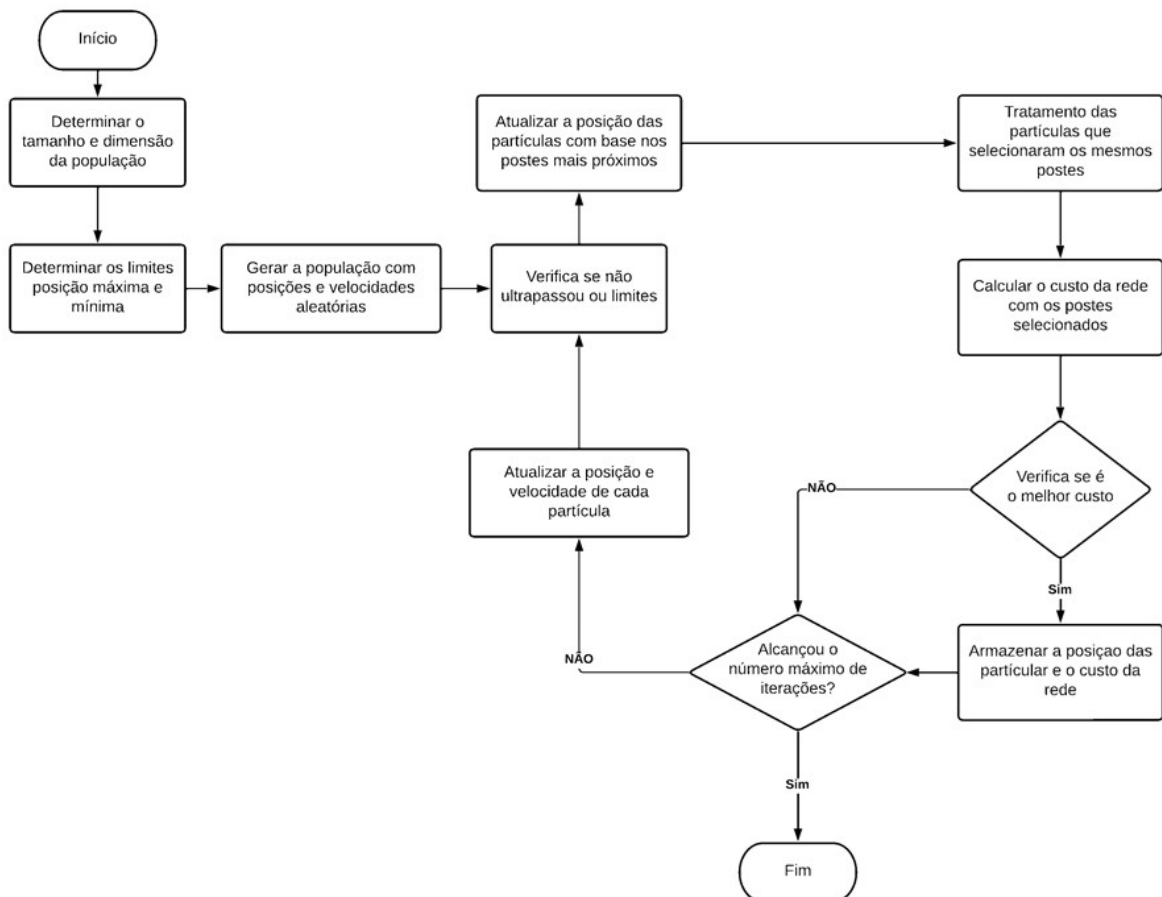 Início
Determinar o
tamanho e dimensão
da população
Determinar os limites
posição máxima e
mínima
Gerar a população com
posições e velocidades
aleatórias
Verifica se não
ultrapassou ou limites
Atualizar a posição das
partículas com base nos
postes mais próximos
Tratamento das
partículas que
selecionaram os mesmos
postes
Calcular o custo da rede
com os postes
selecionados
Verifica se é
o melhor custo
NÃO
Sim
Armazenar a posiçao das
partícular e o custo da
rede
Alcançou o
número máximo de
iterações?
NÃO
Atualizar a posição e
velocidade de cada
partícula
Sim
Fim